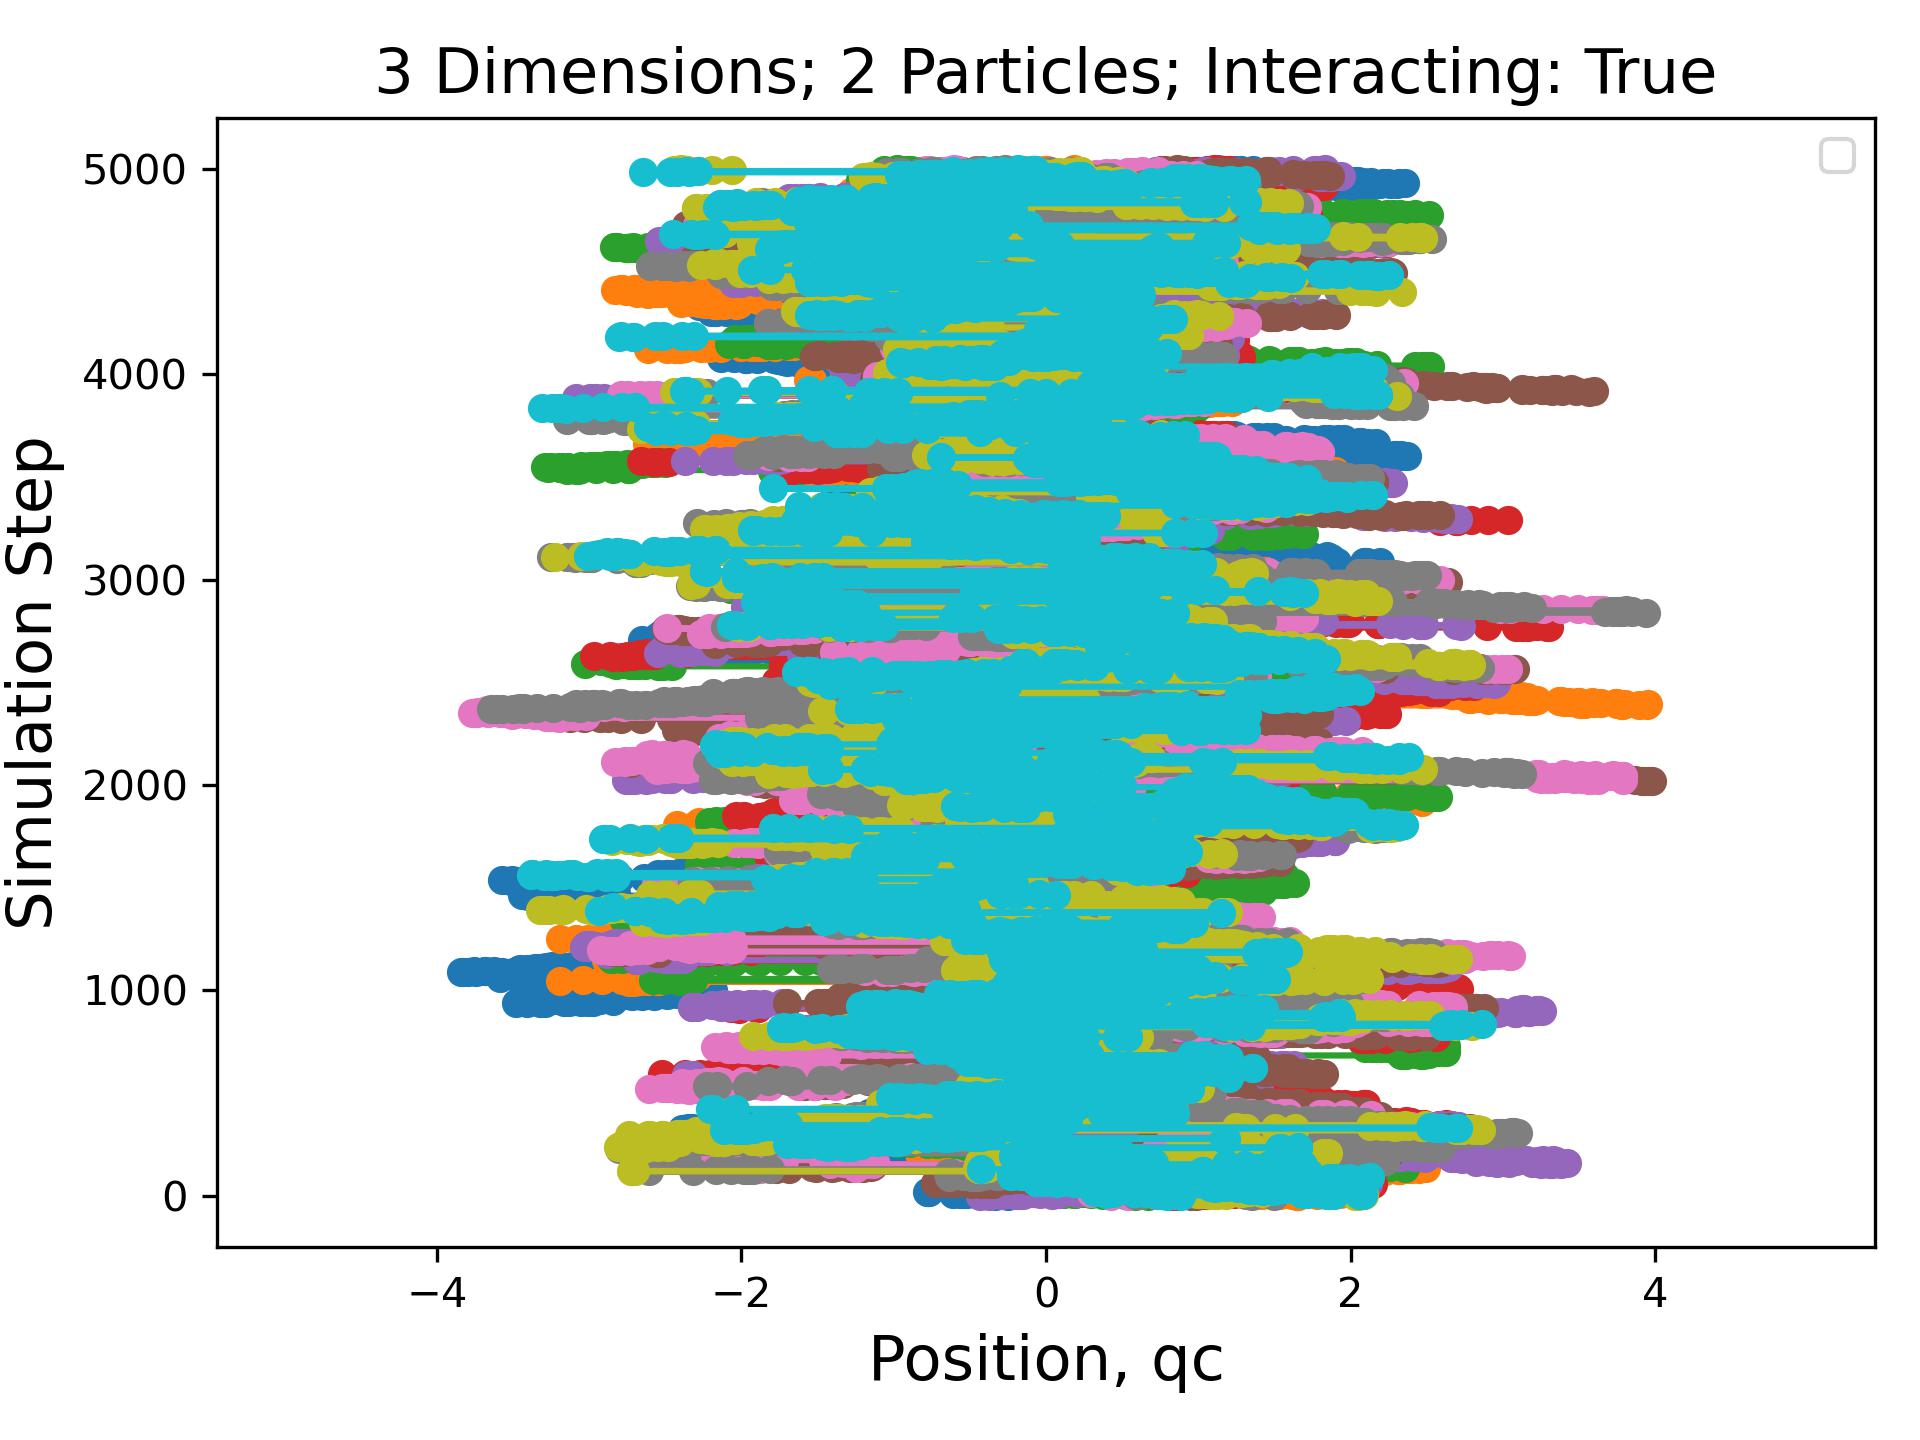 3 Dimensions; 2 Particles; Interacting: True
Simulation Step
5000
4000
3000
2000
1000
0
−4 −2 0 2 4
Position, qc